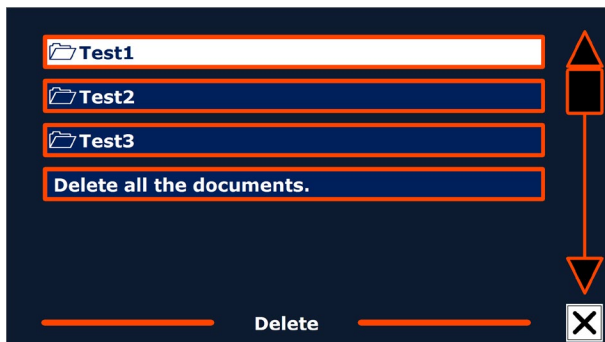 Test1
Test2
Test3
Delete all the documents.
Delete